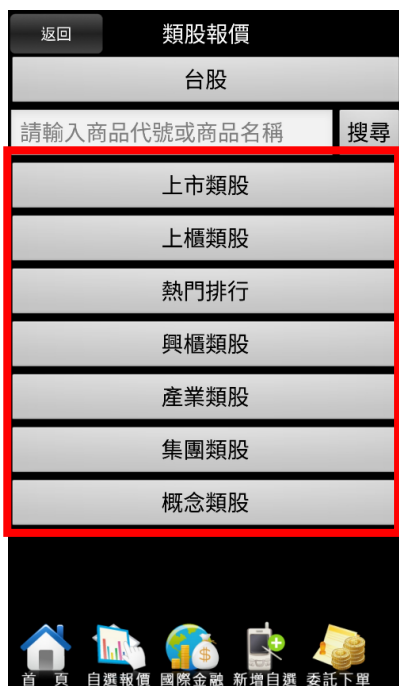 返回 類股報價
台股
請輸入商品代號或商品名稱 搜尋
上市類股
上櫃類股
熱門排行
興櫃類股
產業類股
集團類股
概念類股
首 頁 自選報價 國際金融 新增自選 委託下單